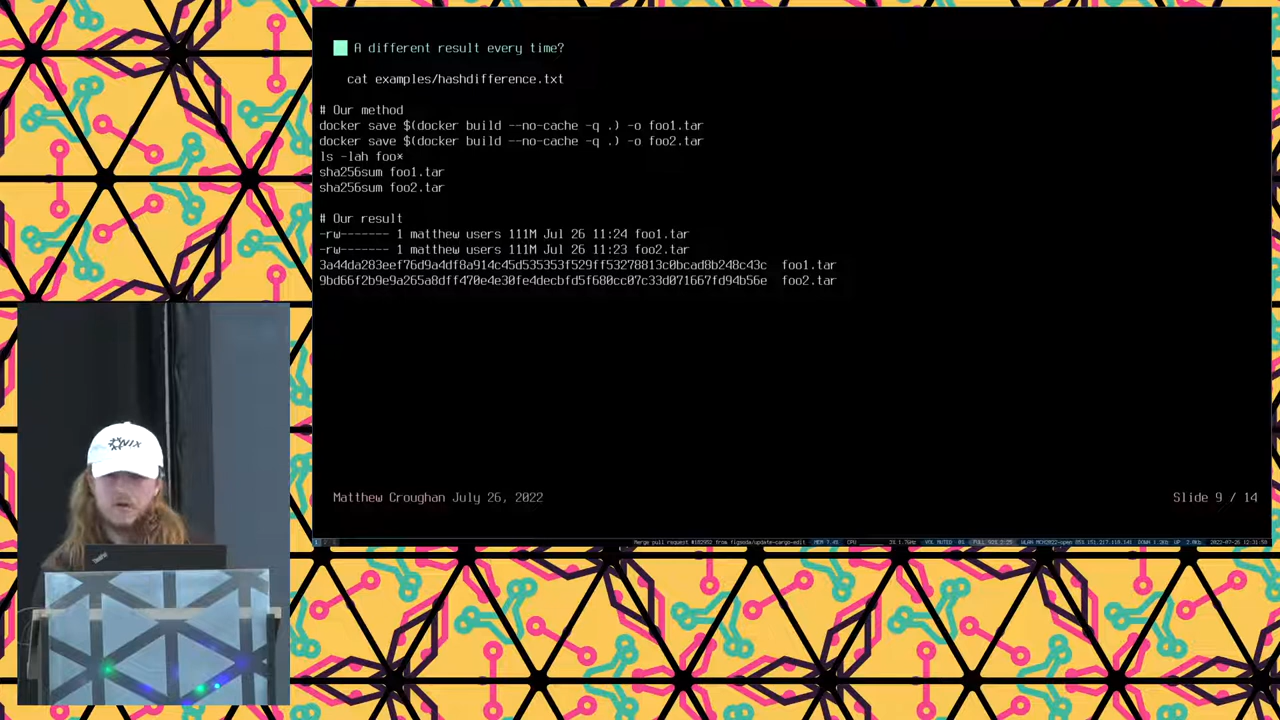 A different result every time?
cat examples/hashdifference.txt
# Our method
docker save $(docker build --no-cache -q .) -o foo1.tar
docker save $(docker build --no-cache -q .) -o foo2.tar
ls -lah foo*
sha256sum foo1.tar
sha256sum foo2.tar
# Our result
-rw------- 1 matthew users 111M Jul 26 11:24 foo1.tar
-rw------- 1 matthew users 111M Jul 26 11:23 foo2.tar
3a44da283eef76d9a4df8a914c45d535353f529ff53278813c0bcad8b248c43c  foo1.tar
9bd66f2b9e9a265a8dff470e4e30fe4decbfd5f680cc07c33d071667fd94b56e  foo2.tar
Matthew Croughan July 26, 2022
Slide 9 / 14
NIX